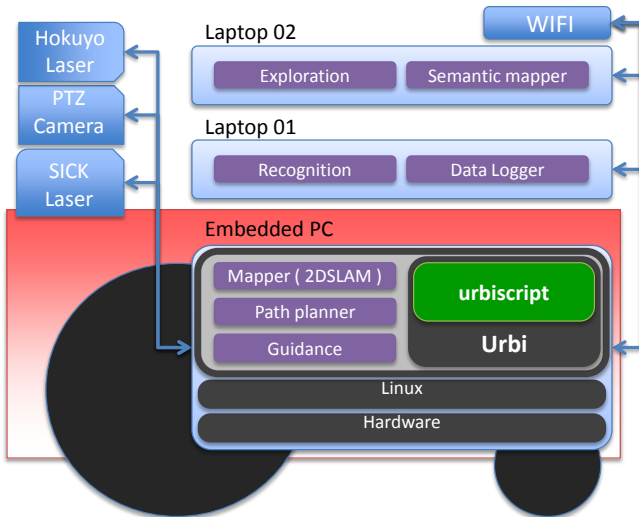 Hokuyo
Laser
PTZ
Camera
SICK
Laser
WIFI
Laptop 02
Exploration
Semantic mapper
Laptop 01
Recognition
Data Logger
Embedded PC
Mapper ( 2DSLAM )
Path planner
Guidance
urbiscript
Urbi
Linux
Hardware